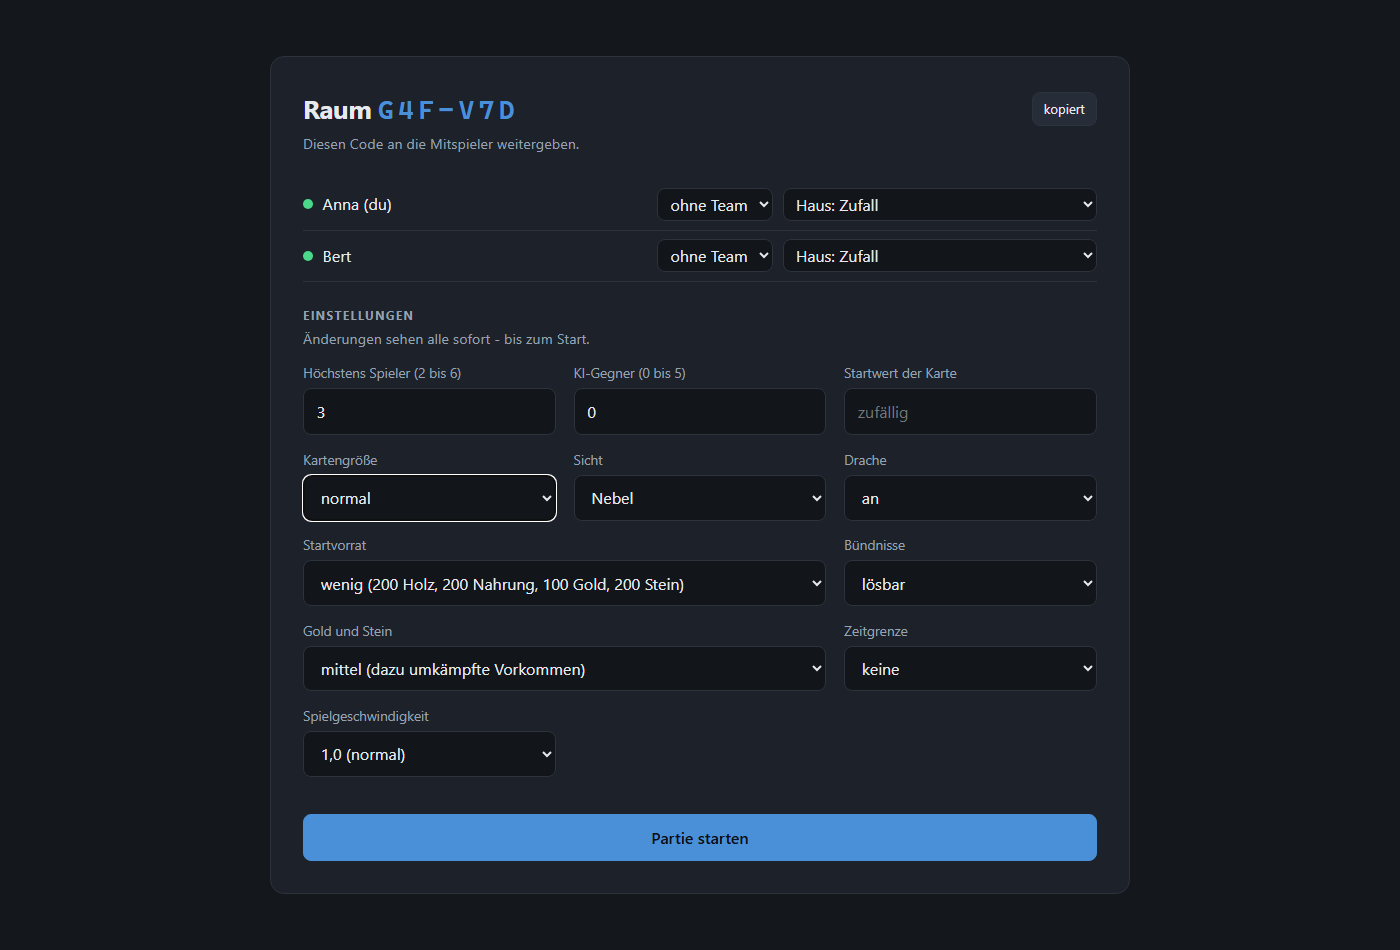 Raum G4F-V7D
kopiert
Diesen Code an die Mitspieler weitergeben.
Anna (du) ohne Team Haus: Zufall
Bert ohne Team Haus: Zufall
EINSTELLUNGEN
Änderungen sehen alle sofort - bis zum Start.
Höchstens Spieler (2 bis 6) KI-Gegner (0 bis 5) Startwert der Karte
3 0 zufällig
Kartengröße Sicht Drache
normal Nebel an
Startvorrat Bündnisse
wenig (200 Holz, 200 Nahrung, 100 Gold, 200 Stein) lösbar
Gold und Stein Zeitgrenze
mittel (dazu umkämpfte Vorkommen) keine
Spielgeschwindigkeit
1,0 (normal)
Partie starten